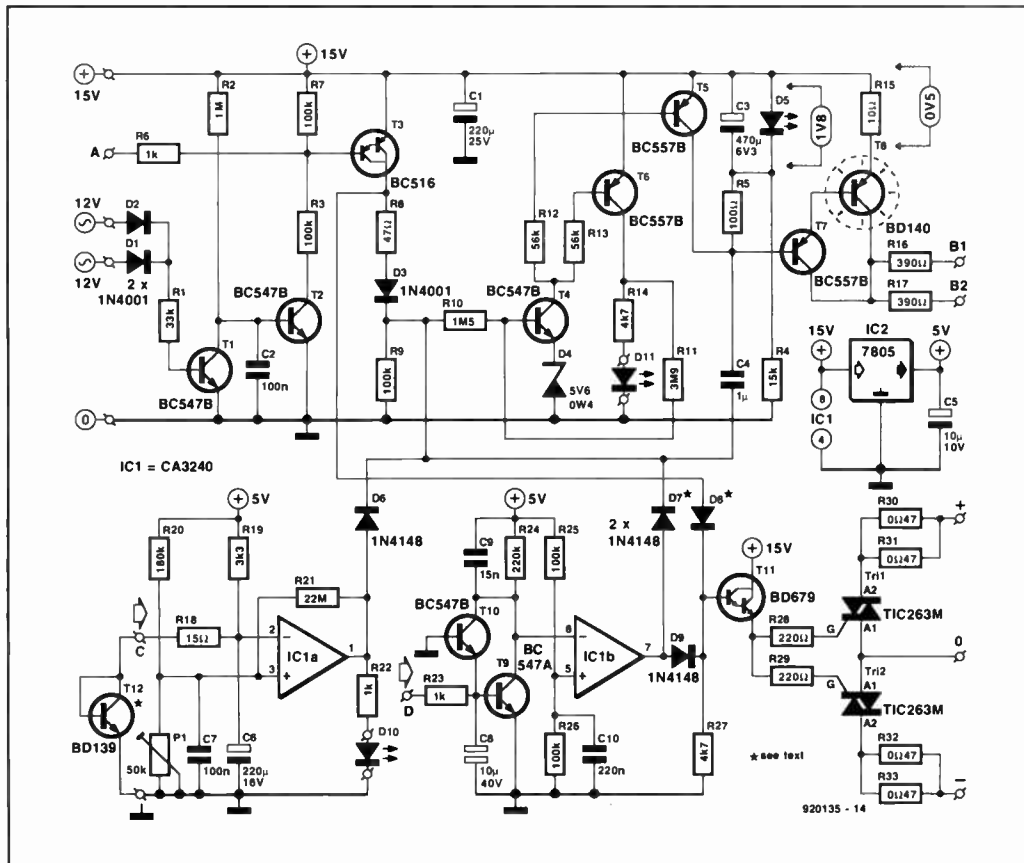 +
15V
A
R6
1k
12V
D2
12V
D1
2 x
1N4001
R1
33k
R2
1M
+ 15V
R7
100k
R3
100k
BC547B
T1
BC547B
C2
100n
T2
T3
BC516
R8
47Ω
D3
1N4001
R9
100k
C1
220µ
25V
R10
1M5
R12
56k
R13
56k
BC547B
T4
D4
5V6
0W4
T5
BC557B
T6
BC557B
R14
4k7
D11
R11
3M9
C3
470µ
6V3
D5
1V8
R5
100Ω
C4
1µ
R4
15k
T7
BC557B
R15
10Ω
T8
0V5
BD140
R16
390Ω
B1
R17
390Ω
B2
0
15V
+
IC2
7805
5V
+
8
IC1
4
C5
10µ
10V
IC1 = CA3240
+ 5V
R20
180k
R19
3k3
R21
22M
C
R18
15Ω
T12
★
BD139
P1
50k
C7
100n
C6
220µ
16V
2
3
IC1a
1
D6
1N4148
R22
1k
D10
+ 5V
C9
15n
R24
220k
R25
100k
BC547B
T10
BC
547A
T9
R23
1k
D
C8
10µ
40V
6
5
IC1b
7
R26
100k
C10
220n
D7★
2 x
1N4148
D8★
D9
1N4148
R27
4k7
15V
+
T11
BD679
R28
220Ω
G
R29
220Ω
G
R30
0Ω47
+
R31
0Ω47
Tri1
A2
TIC263M
A1
0
Tri2
A1
TIC263M
A2
R32
0Ω47
R33
0Ω47
−
★ see text
920135 - 14